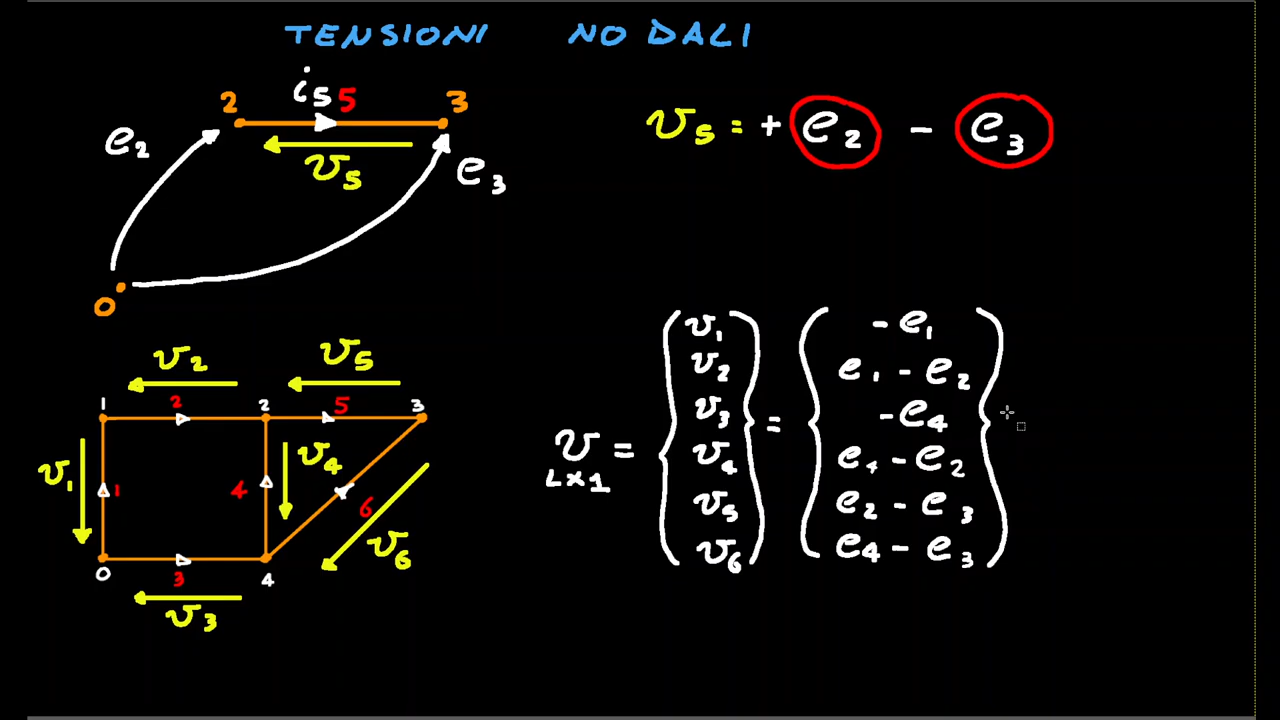 TENSIONI NODALI
2 i5 5 3
e2 v5 e3
0
v5 = + e2 - e3
v2 v5
1 2 2 5 3
v1 1 4 v4 6 v6
0 3 4
v3
v = { v1 } = { -e1 }
L×1
v2 e1 - e2
v3 -e4
v4 e4 - e2
v5 e2 - e3
v6 e4 - e3